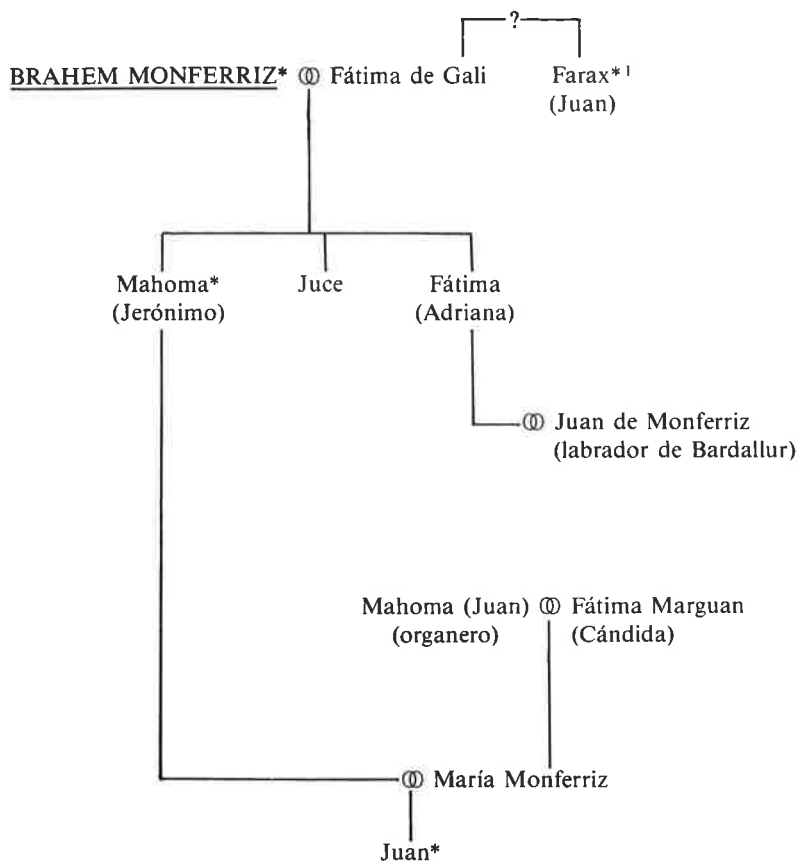 ?
BRAHEM MONFERRIZ* ⚭ Fátima de Gali Farax*¹
(Juan)
Mahoma* Juce Fátima
(Jerónimo) (Adriana)
⚭ Juan de Monferriz
(labrador de Bardallur)
Mahoma (Juan) ⚭ Fátima Marguan
(organero) (Cándida)
⚭ María Monferriz
Juan*